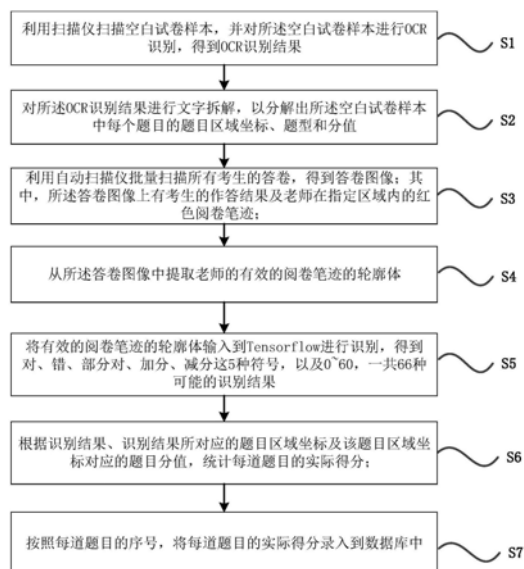 利用扫描仪扫描空白试卷样本，并对所述空白试卷样本进行OCR
识别，得到OCR识别结果
S1
对所述OCR识别结果进行文字拆解，以分解出所述空白试卷样本
中每个题目的题目区域坐标、题型和分值
S2
利用自动扫描仪批量扫描所有考生的答卷，得到答卷图像；其
中，所述答卷图像上有考生的作答结果及老师在指定区域内的红
色阅卷笔迹；
S3
从所述答卷图像中提取老师的有效的阅卷笔迹的轮廓体
S4
将有效的阅卷笔迹的轮廓体输入到Tensorflow进行识别，得到
对、错、部分对、加分、减分这5种符号，以及0~60，一共66种
可能的识别结果
S5
根据识别结果、识别结果所对应的题目区域坐标及该题目区域坐
标对应的题目分值，统计每道题目的实际得分；
S6
按照每道题目的序号，将每道题目的实际得分录入到数据库中
S7